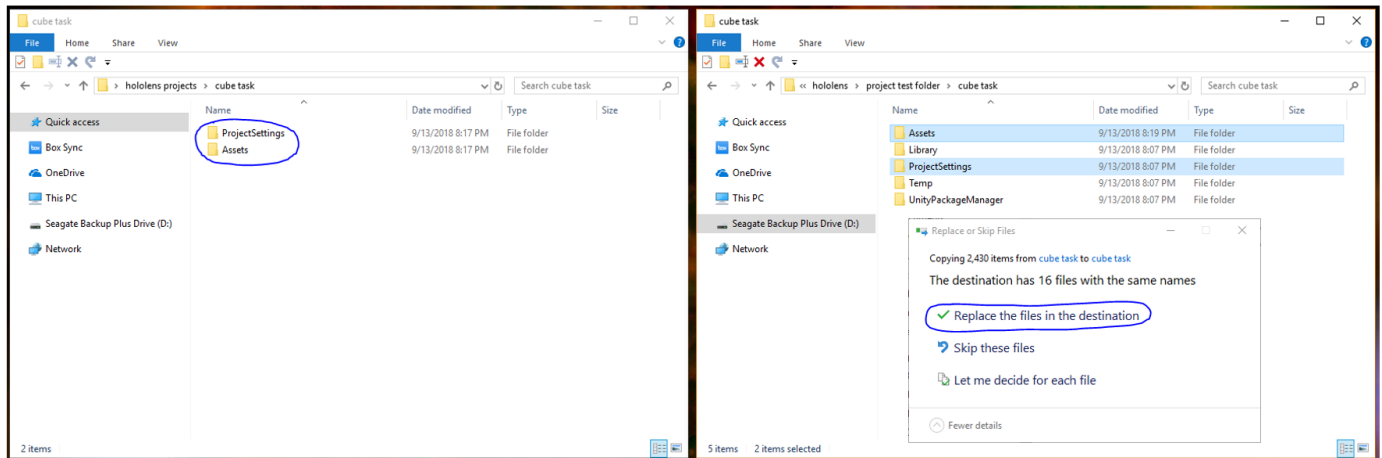 cube task
File Home Share View
> hololens projects > cube task
Search cube task
Name Date modified Type Size
Quick access
Box Sync
OneDrive
This PC
Seagate Backup Plus Drive (D:)
Network
ProjectSettings 9/13/2018 8:17 PM File folder
Assets 9/13/2018 8:17 PM File folder
2 items
cube task
File Home Share View
« hololens > project test folder > cube task
Search cube task
Name Date modified Type Size
Quick access
Box Sync
OneDrive
This PC
Seagate Backup Plus Drive (D:)
Network
Assets 9/13/2018 8:19 PM File folder
Library 9/13/2018 8:07 PM File folder
ProjectSettings 9/13/2018 8:07 PM File folder
Temp 9/13/2018 8:07 PM File folder
UnityPackageManager 9/13/2018 8:07 PM File folder
Replace or Skip Files
Copying 2,430 items from cube task to cube task
The destination has 16 files with the same names
Replace the files in the destination
Skip these files
Let me decide for each file
Fewer details
5 items 2 items selected